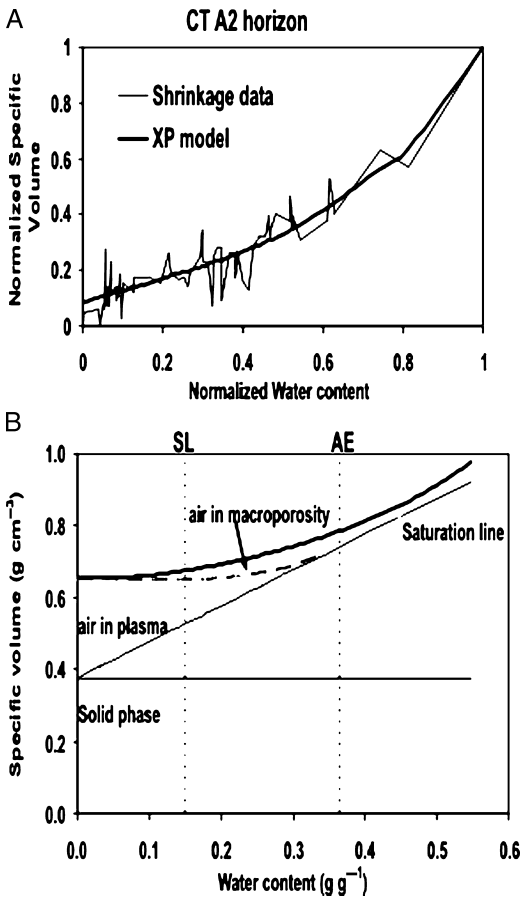 A
CT A2 horizon
Normalized Specific
Volume
1
0.8
0.6
0.4
0.2
0
Shrinkage data
XP model
0 0.2 0.4 0.6 0.8 1
Normalized Water content
B
SL AE
Specific volume (g cm⁻³)
1.0
0.8
0.6
0.4
0.2
0.0
air in macroporosity
Saturation line
air in plasma
Solid phase
0.0 0.1 0.2 0.3 0.4 0.5 0.6
Water content (g g⁻¹)